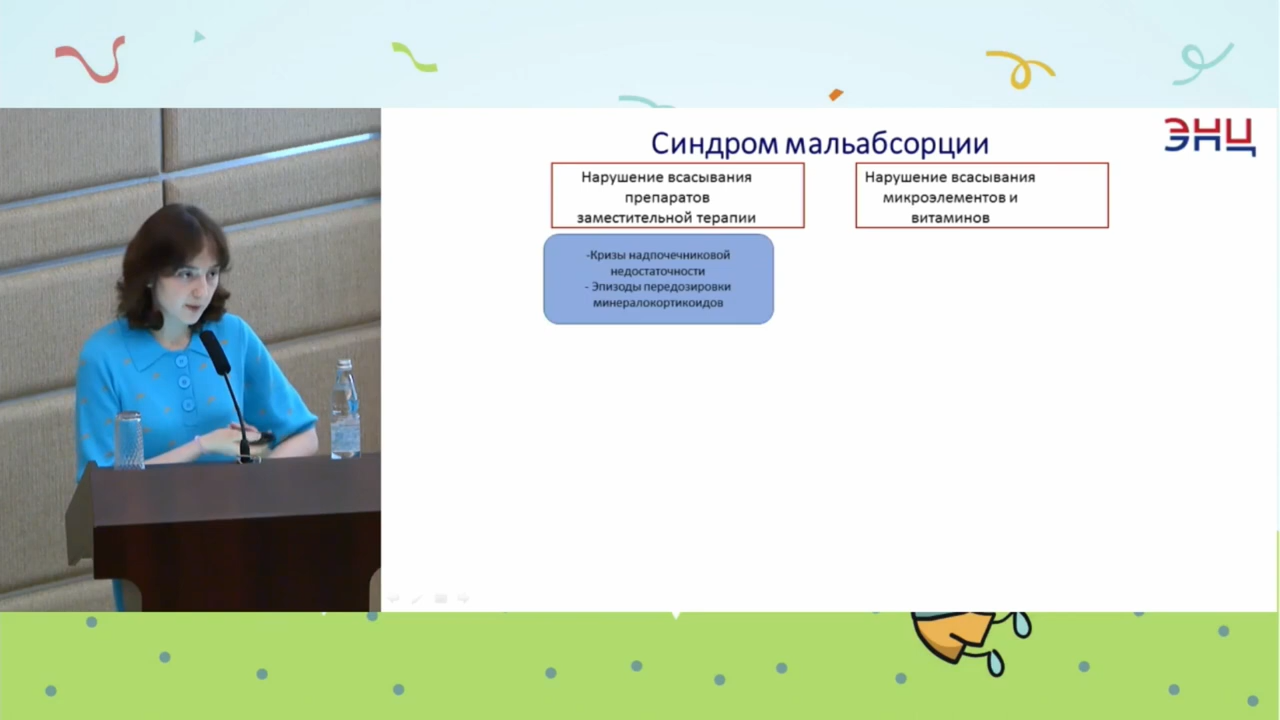 ЭНЦ
Синдром мальабсорции
Нарушение всасывания
препаратов
заместительной терапии
Нарушение всасывания
микроэлементов и
витаминов
-Кризы надпочечниковой
недостаточности
- Эпизоды передозировки
минералокортикоидов